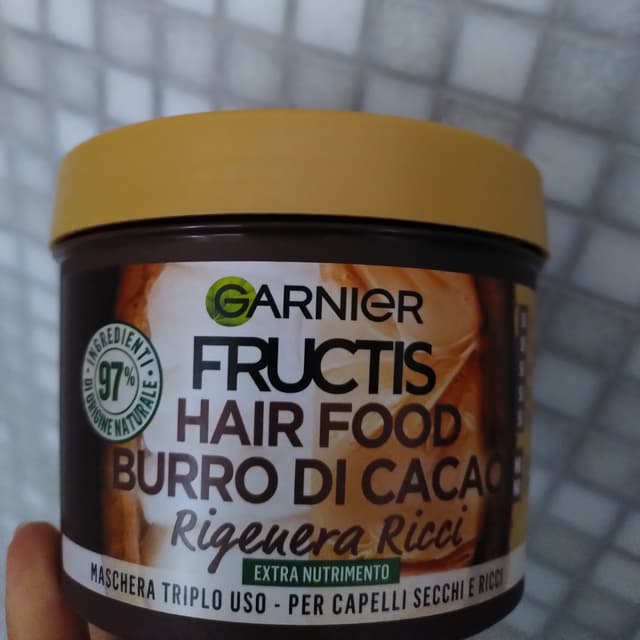 GARNIER
FRUCTIS
HAIR FOOD
BURRO DI CACAO
Rigenera Ricci
EXTRA NUTRIMENTO
MASCHERA TRIPLO USO - PER CAPELLI SECCHI E RICCI
INGREDIENTI
97%
DI ORIGINE NATURALE